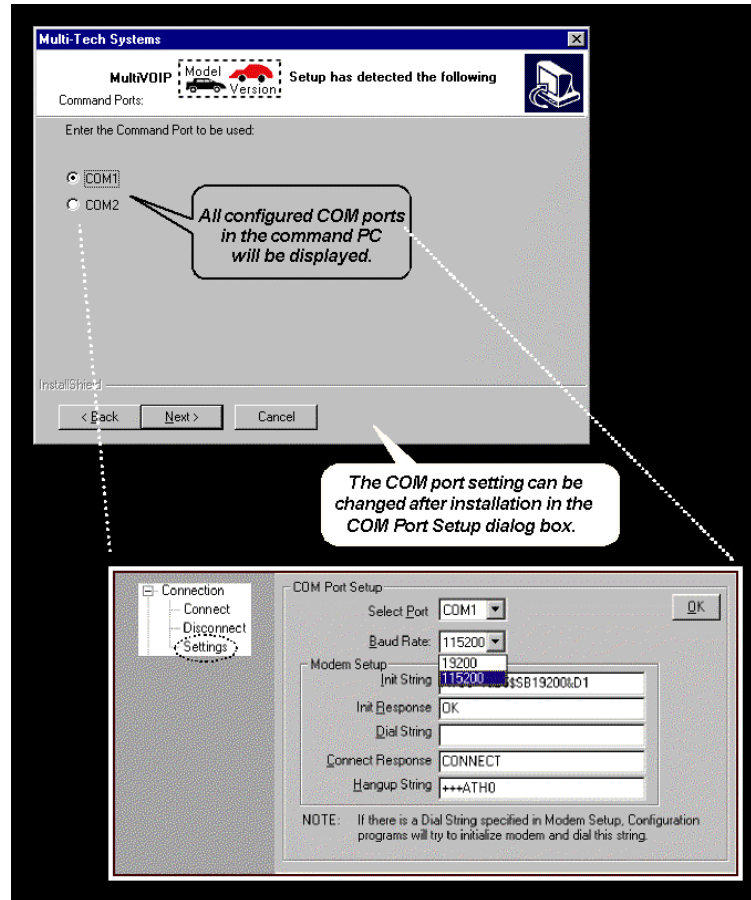 Multi-Tech Systems
MultiVOIP Model Version Setup has detected the following
Command Ports:
Enter the Command Port to be used:
COM1
COM2
All configured COM ports
in the command PC
will be displayed.
InstallShield
< Back Next > Cancel
The COM port setting can be
changed after installation in the
COM Port Setup dialog box.
Connection
Connect
Disconnect
Settings
COM Port Setup
Select Port COM1
OK
Baud Rate: 115200
19200
115200
Modem Setup
Init String $SB19200&D1
Init Response OK
Dial String
Connect Response CONNECT
Hangup String +++ATH0
NOTE: If there is a Dial String specified in Modem Setup, Configuration
programs will try to initialize modem and dial this string.